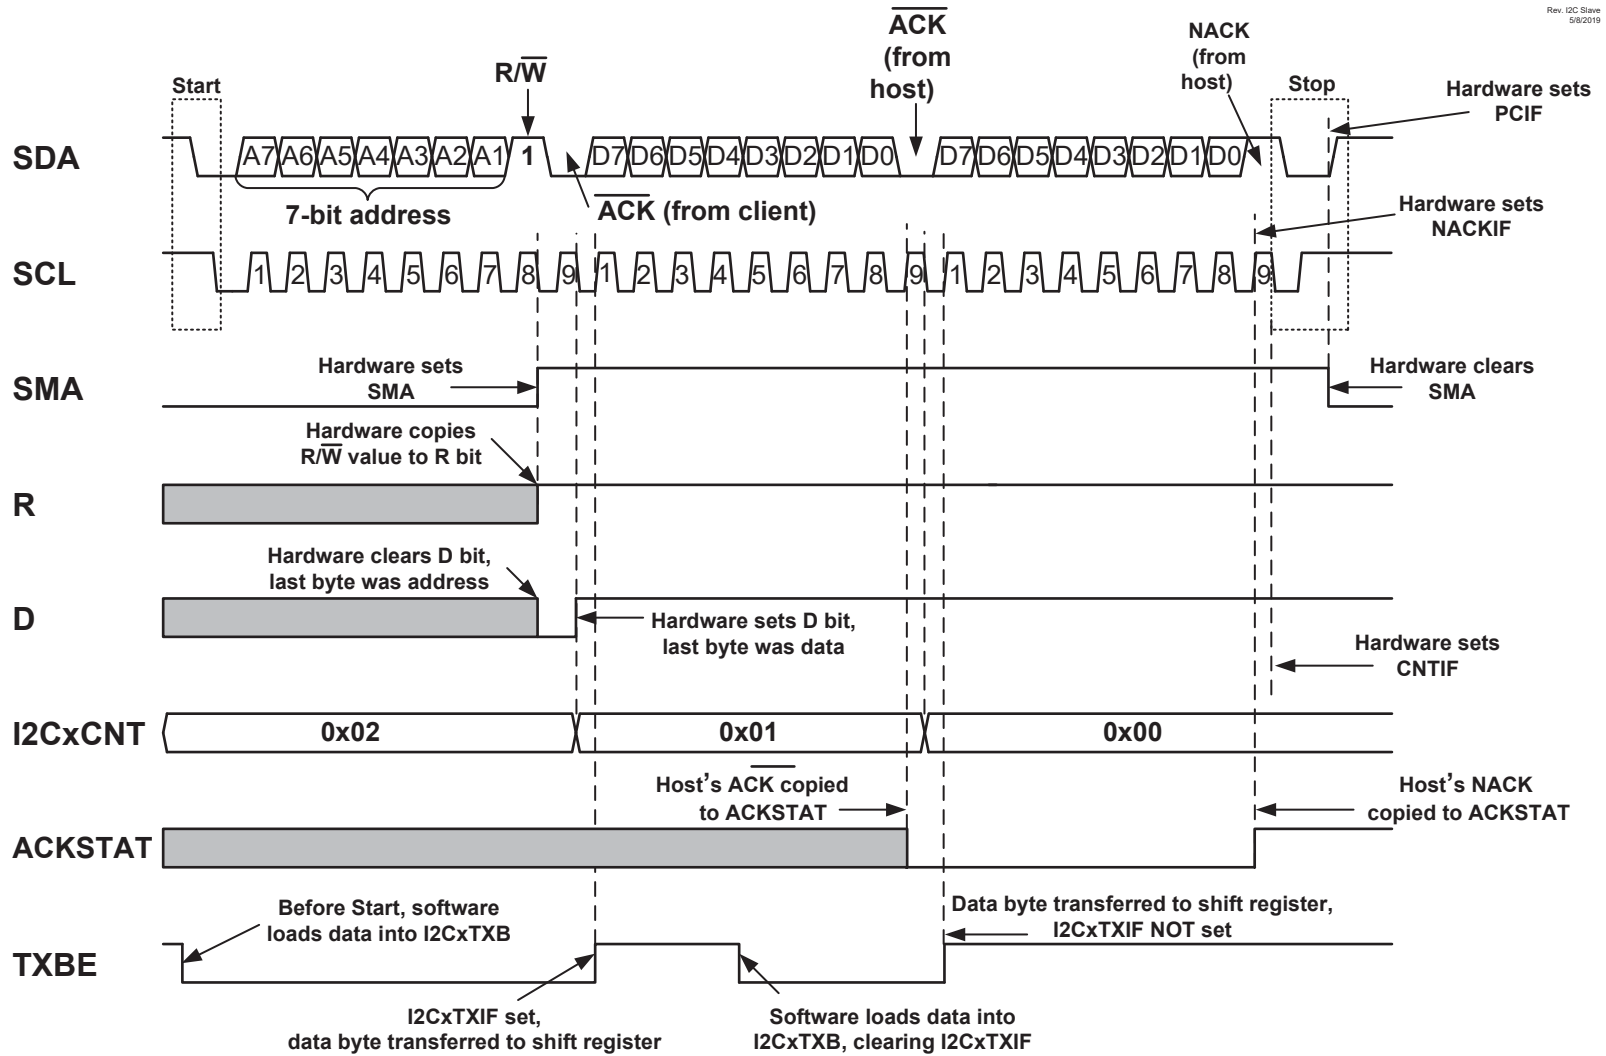 Rev. I2C Slave
5/8/2019
ACK
(from
host)
NACK
(from
host)
R/W
Start
Stop
Hardware sets
PCIF
SDA
A7 A6 A5 A4 A3 A2 A1 1 D7 D6 D5 D4 D3 D2 D1 D0 D7 D6 D5 D4 D3 D2 D1 D0
7-bit address
ACK (from client)
Hardware sets
NACKIF
SCL
1 2 3 4 5 6 7 8 9 1 2 3 4 5 6 7 8 9 1 2 3 4 5 6 7 8 9
SMA
Hardware sets
SMA
Hardware clears
SMA
Hardware copies
R/W value to R bit
R
Hardware clears D bit,
last byte was address
D
Hardware sets D bit,
last byte was data
Hardware sets
CNTIF
I2CxCNT
0x02 0x01 0x00
Host's ACK copied
to ACKSTAT
Host's NACK
copied to ACKSTAT
ACKSTAT
Before Start, software
loads data into I2CxTXB
Data byte transferred to shift register,
I2CxTXIF NOT set
TXBE
I2CxTXIF set,
data byte transferred to shift register
Software loads data into
I2CxTXB, clearing I2CxTXIF